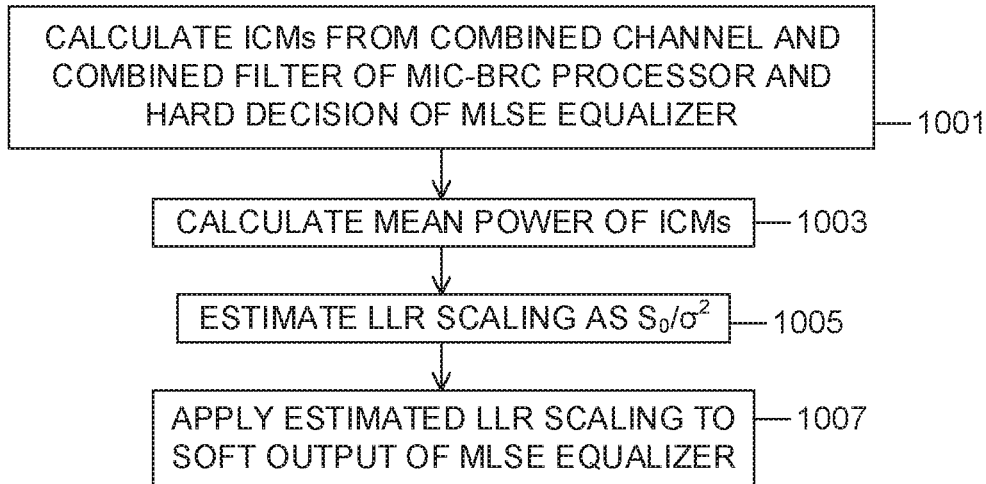 CALCULATE ICMs FROM COMBINED CHANNEL AND
COMBINED FILTER OF MIC-BRC PROCESSOR AND
HARD DECISION OF MLSE EQUALIZER
1001
CALCULATE MEAN POWER OF ICMs
1003
ESTIMATE LLR SCALING AS S₀/σ²
1005
APPLY ESTIMATED LLR SCALING TO
SOFT OUTPUT OF MLSE EQUALIZER
1007